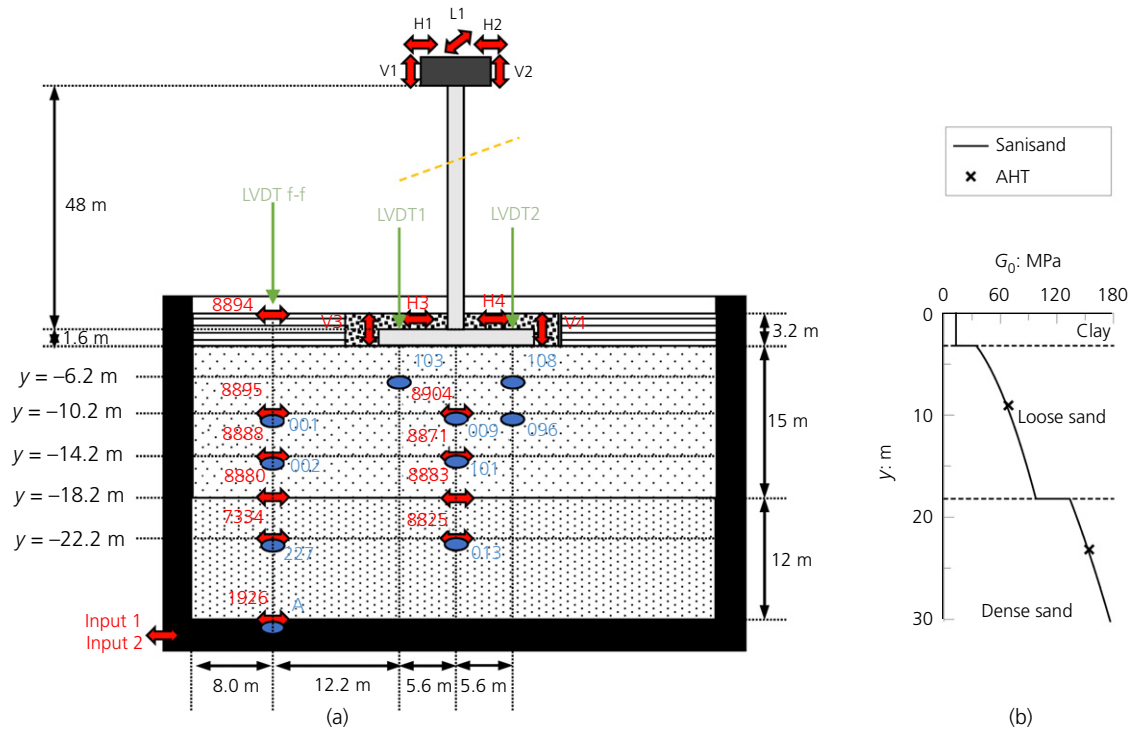 L1
H1 H2
V1 V2
48 m
LVDT f-f
LVDT1
LVDT2
8894
H3 H4
V3 V4
1.6 m
3.2 m
103 108
y = –6.2 m
8895 8904
y = –10.2 m
001 009 096
15 m
8888 8871
y = –14.2 m
002 101
8880 8883
y = –18.2 m
7334 8825
y = –22.2 m
227 013
12 m
1926 A
Input 1
Input 2
8.0 m 12.2 m 5.6 m 5.6 m
(a)
Sanisand
AHT
G0: MPa
0 60 120 180
0
Clay
10
Loose sand
y: m
20
Dense sand
30
(b)